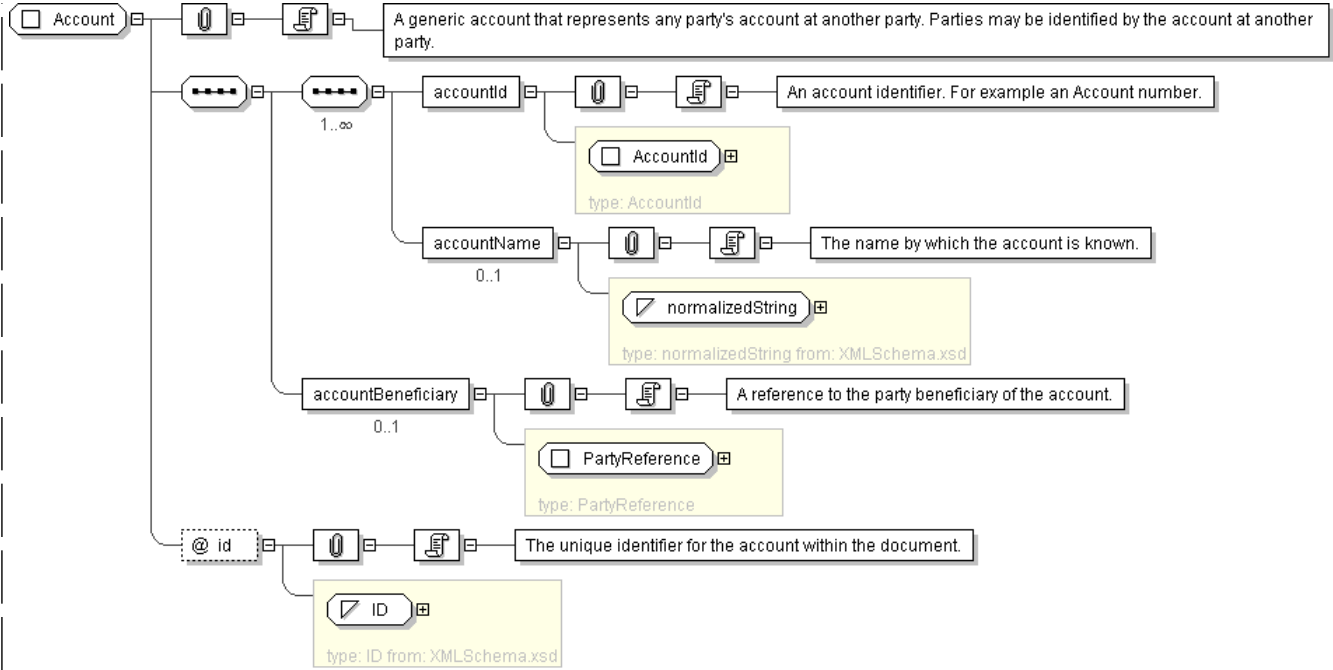 Account
A generic account that represents any party's account at another party. Parties may be identified by the account at another
party.
accountId
An account identifier. For example an Account number.
1..∞
AccountId
type: AccountId
accountName
The name by which the account is known.
0..1
normalizedString
type: normalizedString from: XMLSchema.xsd
accountBeneficiary
A reference to the party beneficiary of the account.
0..1
PartyReference
type: PartyReference
@ id
The unique identifier for the account within the document.
ID
type: ID from: XMLSchema.xsd